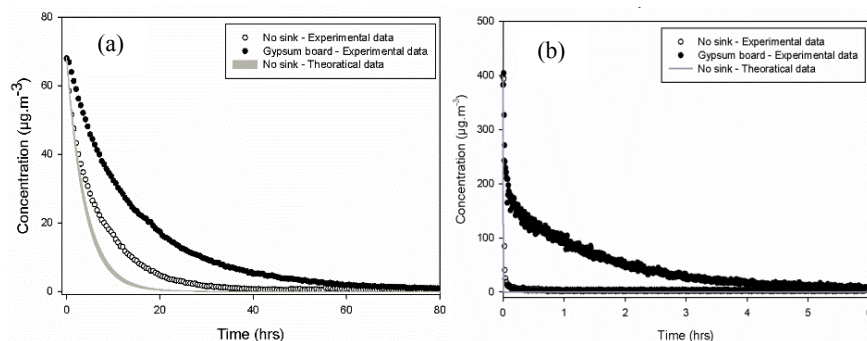 (a)
No sink - Experimental data
Gypsum board - Experimental data
No sink - Theoratical data
Concentration (µg.m⁻³)
80
60
40
20
0
0 20 40 60 80
Time (hrs)
(b)
No sink - Experimental data
Gypsum board - Experimental data
No sink - Theoratical data
Concentration (µg.m⁻³)
500
400
300
200
100
0
0 1 2 3 4 5 6
Time (hrs)